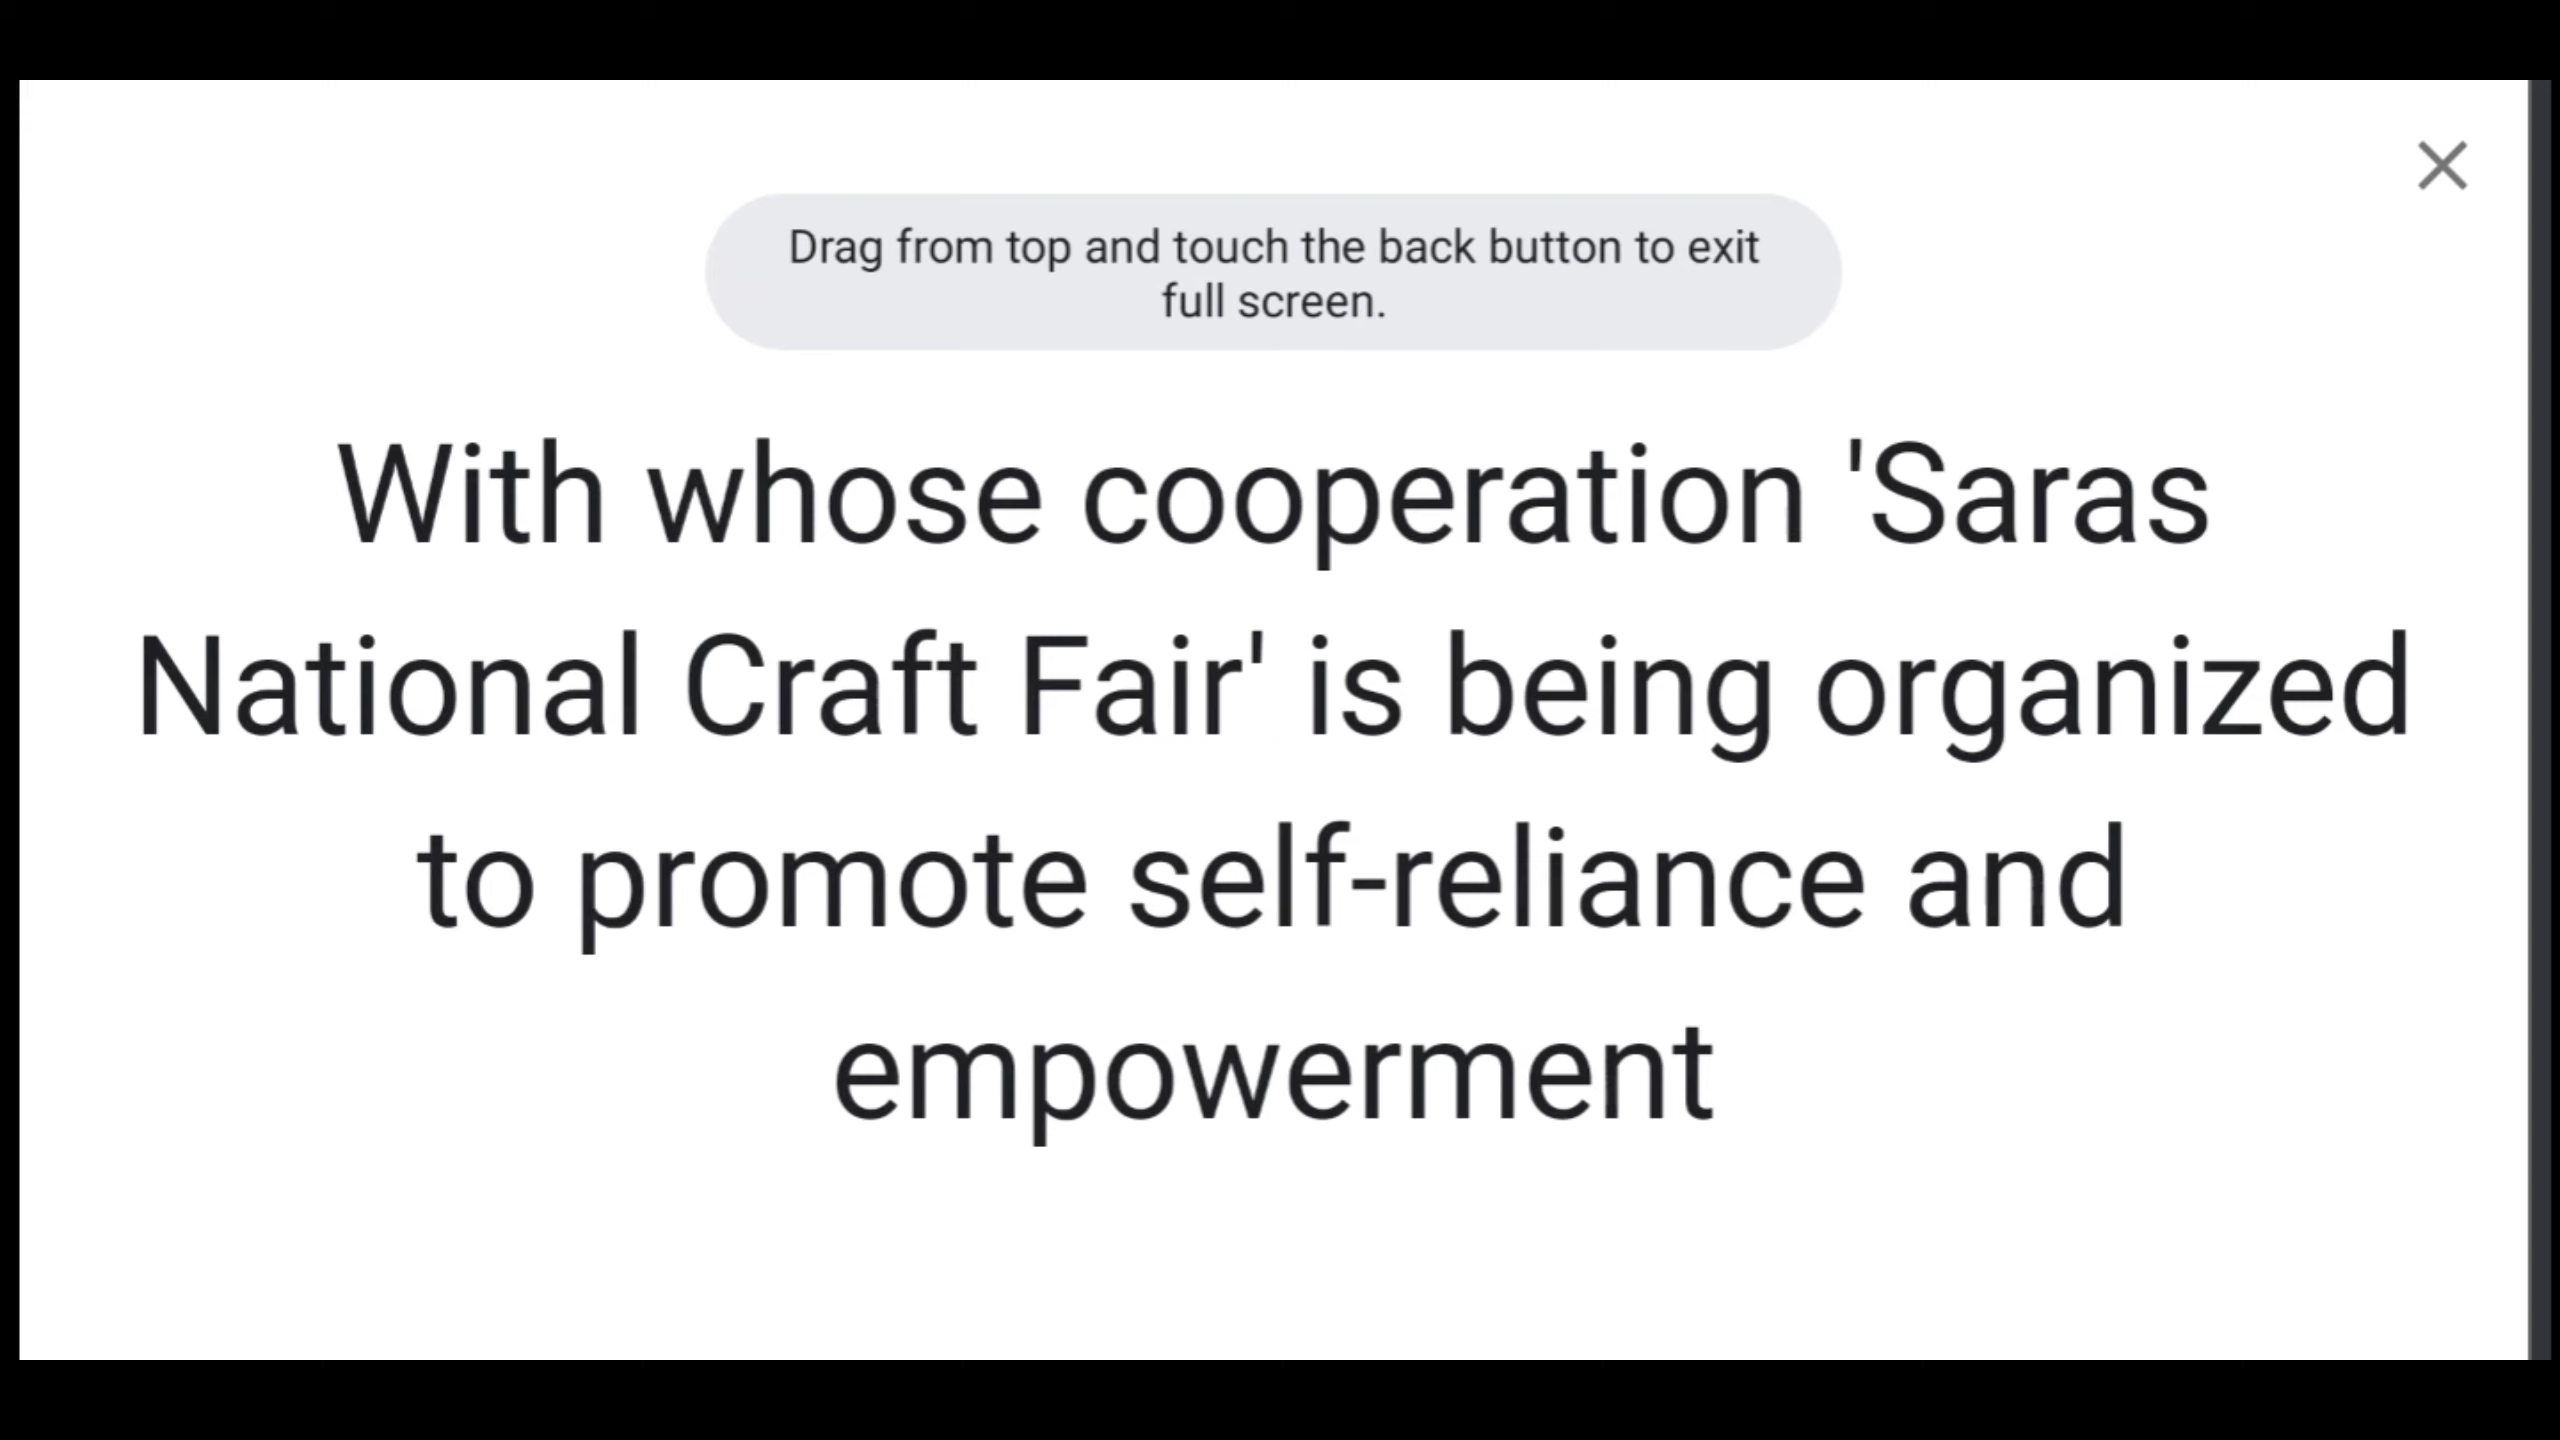 Drag from top and touch the back button to exit
full screen.
With whose cooperation 'Saras
National Craft Fair' is being organized
to promote self-reliance and
empowerment